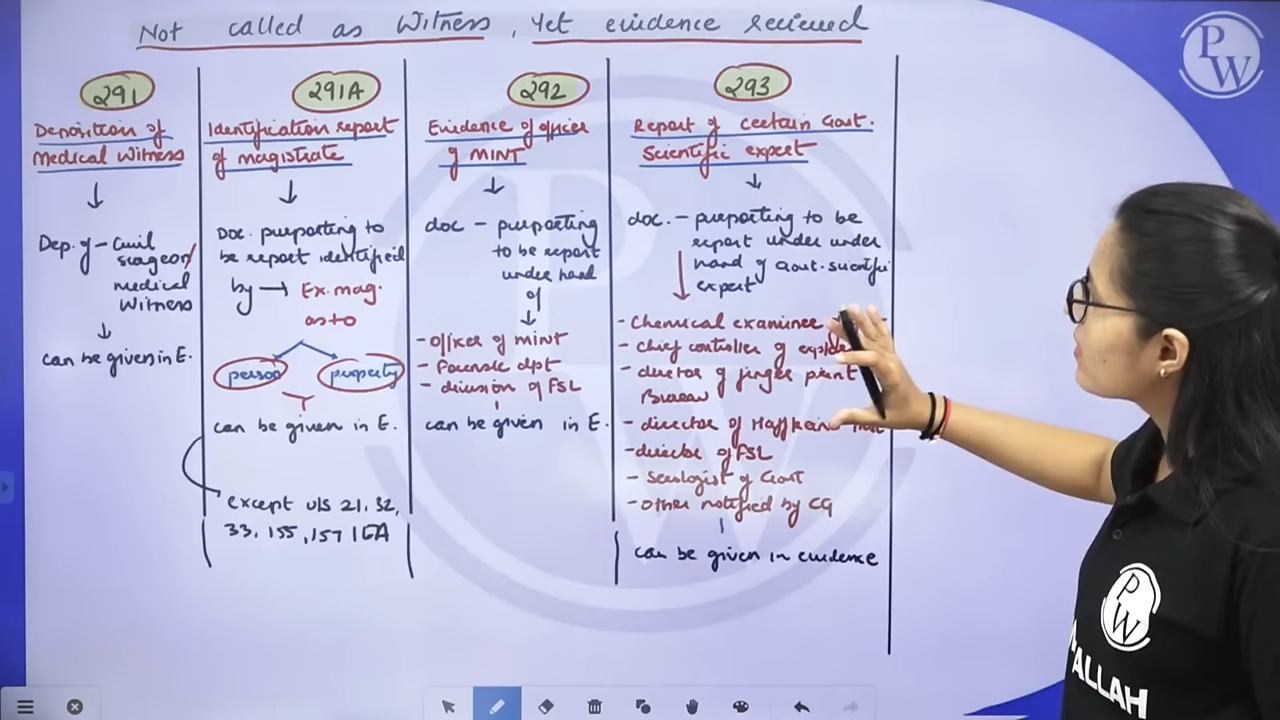 Not called as Witness, Yet evidence recieved
PW
291
Deposition of
Medical Witness
Dep. of - Civil
surgeon/
medical
Witness
can be given in E.
291A
Identification report
of magistrate
Doc. purporting to
be report identified
by → Ex. mag.
as to
person property
can be given in E.
except u/s 21, 32,
33, 155, 157 IEA
292
Evidence of officer
of MINT
doc - purporting
to be report
under hand
of
- officer of mint
- Forensic dpt
- division of FSL
can be given in E.
293
Report of certain Govt.
Scientific expert
doc. - purporting to be
report under under
hand of Govt. scientific
expert
- Chemical examiner
- Chief controller of
- director of finger print
Bureau
- director of Haffkein
- director of FSL
- Serologist of Govt
- Other notified by CG
can be given in evidence
PW
ALLAH